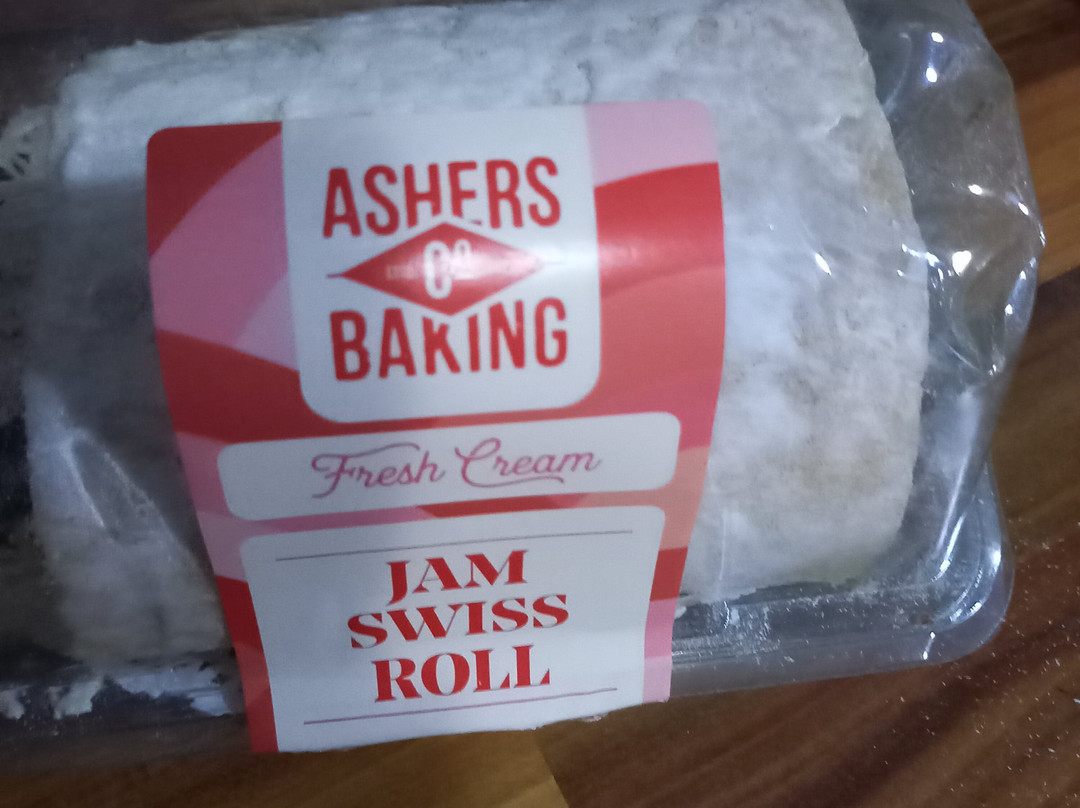 ASHERS
Co
BAKING
Fresh Cream
JAM
SWISS
ROLL